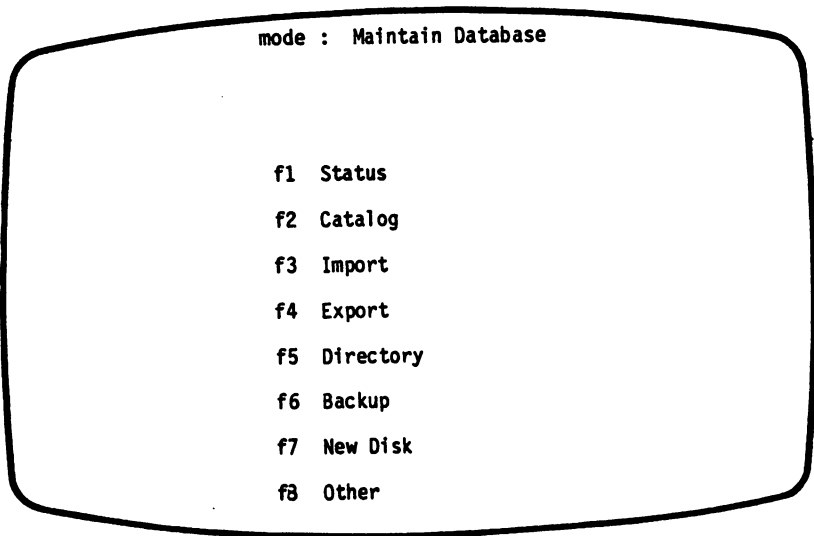 mode : Maintain Database
f1 Status
f2 Catalog
f3 Import
f4 Export
f5 Directory
f6 Backup
f7 New Disk
f8 Other